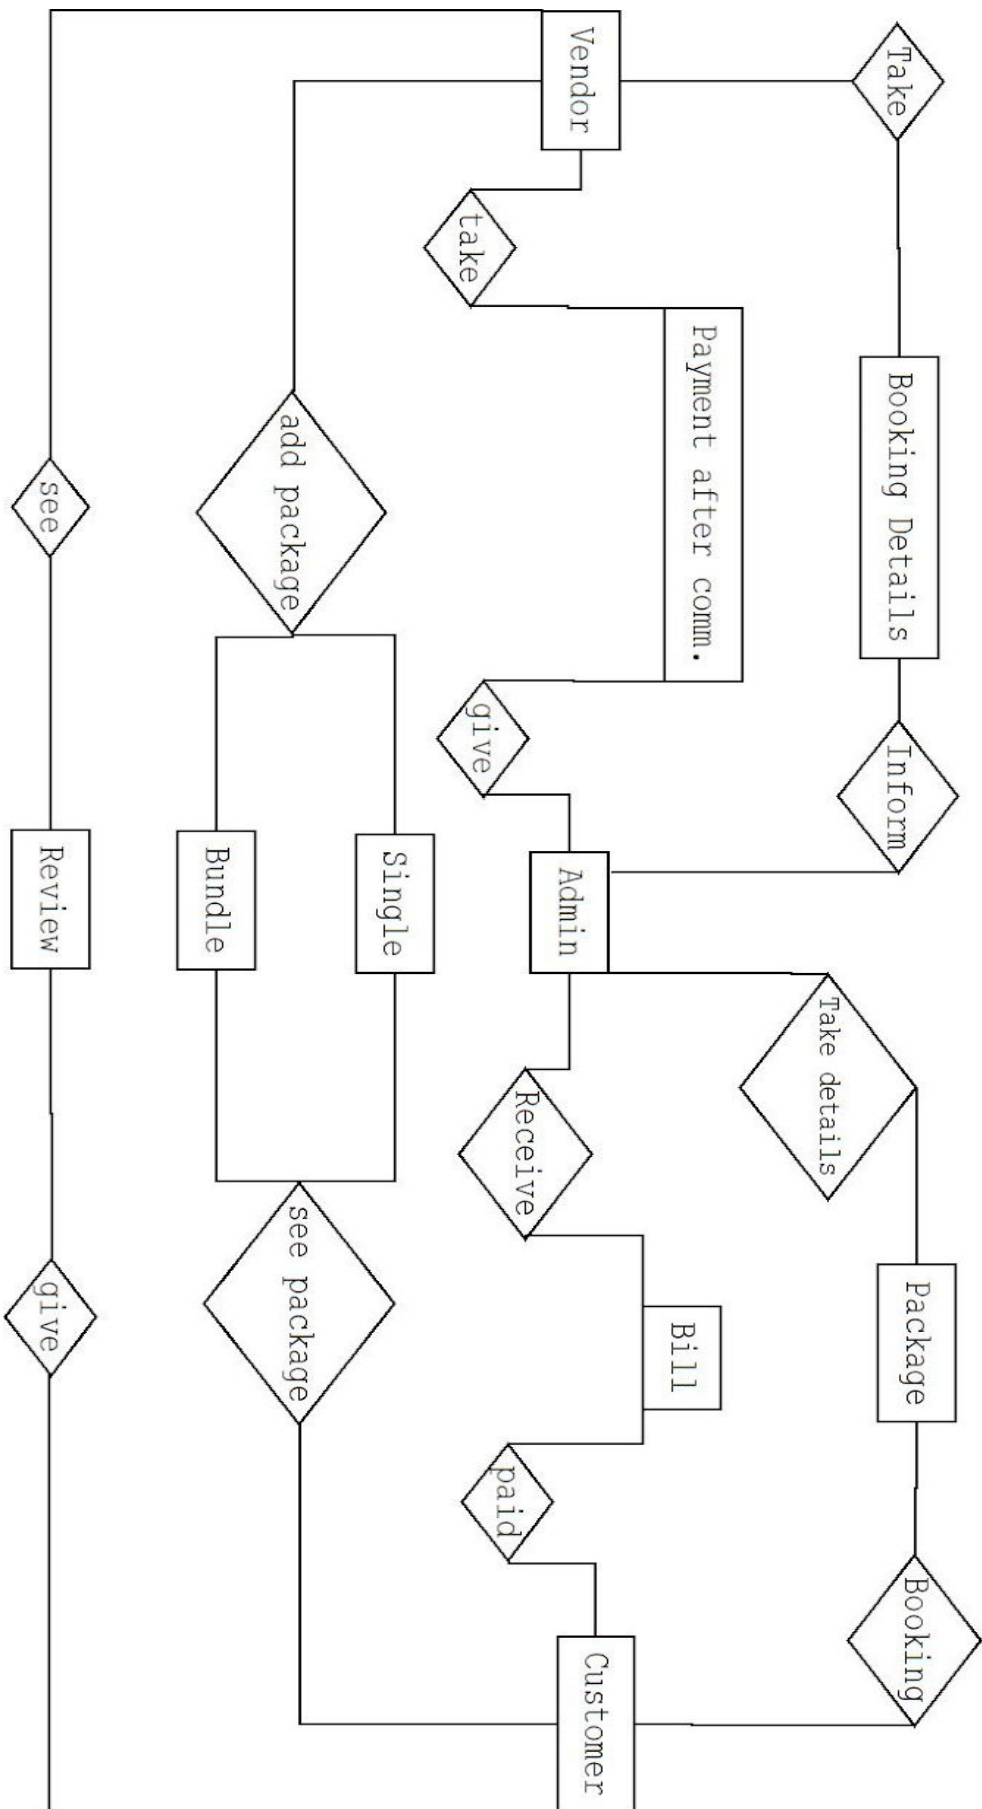 Take
Booking Details
Inform
Take details
Package
Booking
Vendor
take
Payment after comm.
give
Admin
Receive
Bill
paid
Customer
add package
Single
Bundle
see package
see
Review
give